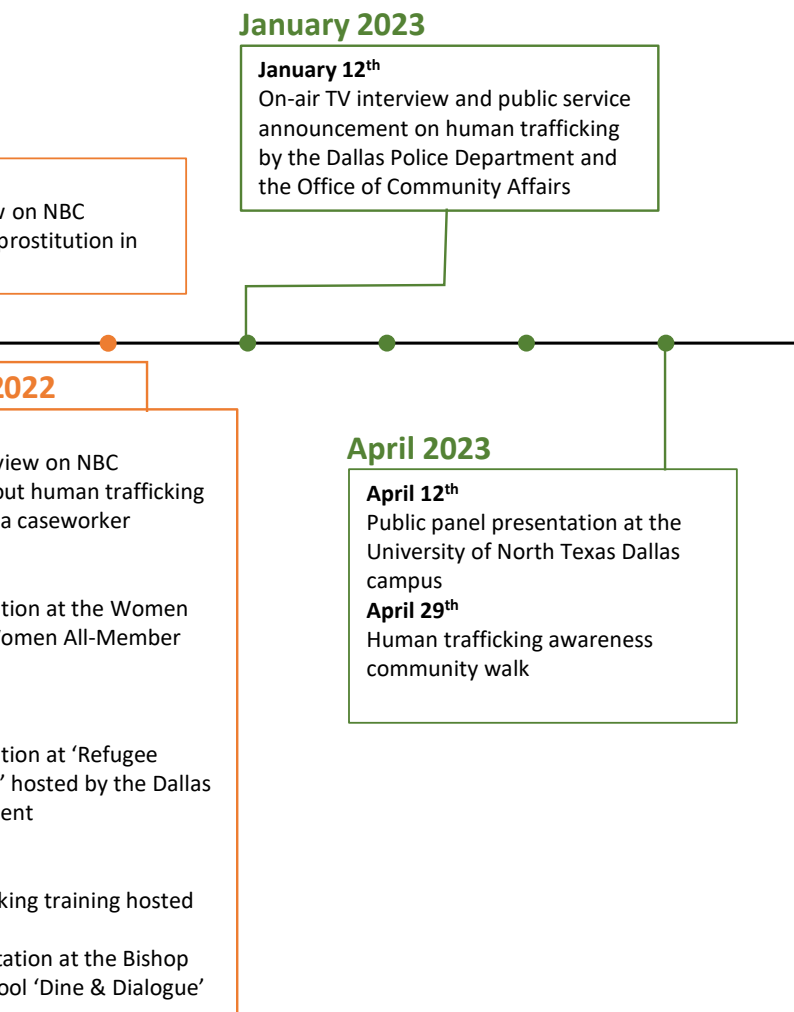 January 2023
January 12th
On-air TV interview and public service
announcement on human trafficking
by the Dallas Police Department and
the Office of Community Affairs
on NBC
prostitution in
2022
view on NBC
out human trafficking
a caseworker
tion at the Women
Women All-Member
tion at ‘Refugee
’ hosted by the Dallas
ent
king training hosted
tation at the Bishop
ool ‘Dine & Dialogue’
April 2023
April 12th
Public panel presentation at the
University of North Texas Dallas
campus
April 29th
Human trafficking awareness
community walk